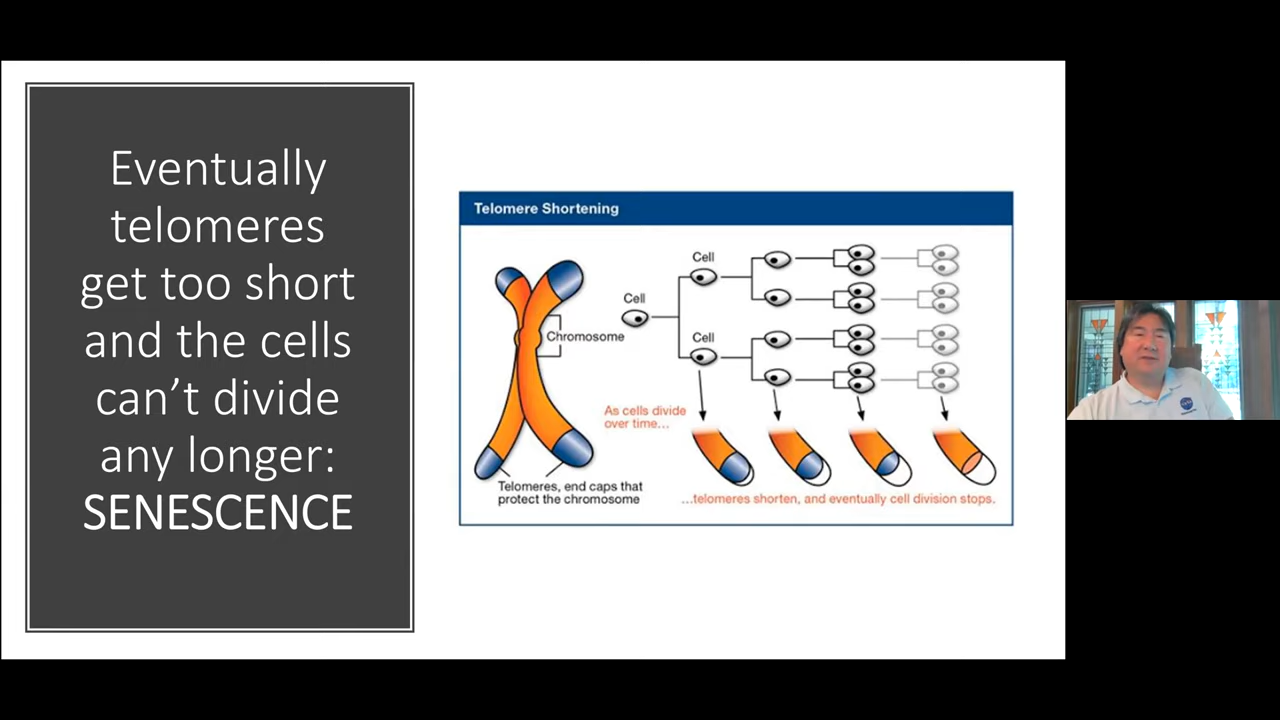 Eventually
telomeres
get too short
and the cells
can’t divide
any longer:
SENESCENCE
Telomere Shortening
Cell
Cell
Cell
Chromosome
As cells divide
over time…
Telomeres, end caps that
protect the chromosome
…telomeres shorten, and eventually cell division stops.